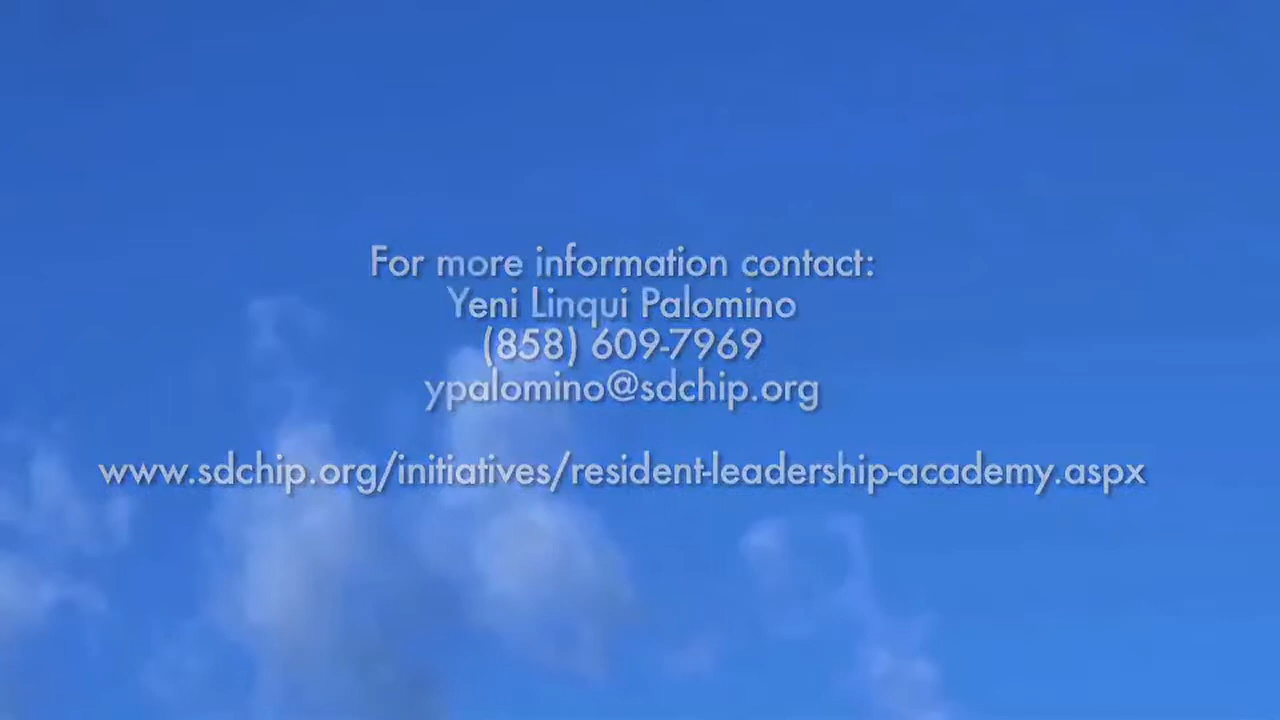 For more information contact:
Yeni Linqui Palomino
(858) 609-7969
ypalomino@sdchip.org
www.sdchip.org/initiatives/resident-leadership-academy.aspx